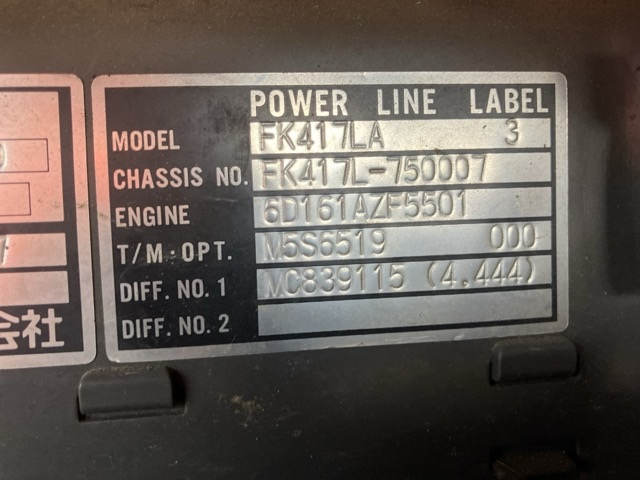 POWER LINE LABEL
MODEL FK417LA 3
CHASSIS NO. FK417L-750007
ENGINE 6D161AZF5501
T/M·OPT. M5S6519 000
DIFF. NO. 1 MC839115 (4.444)
DIFF. NO. 2
会社